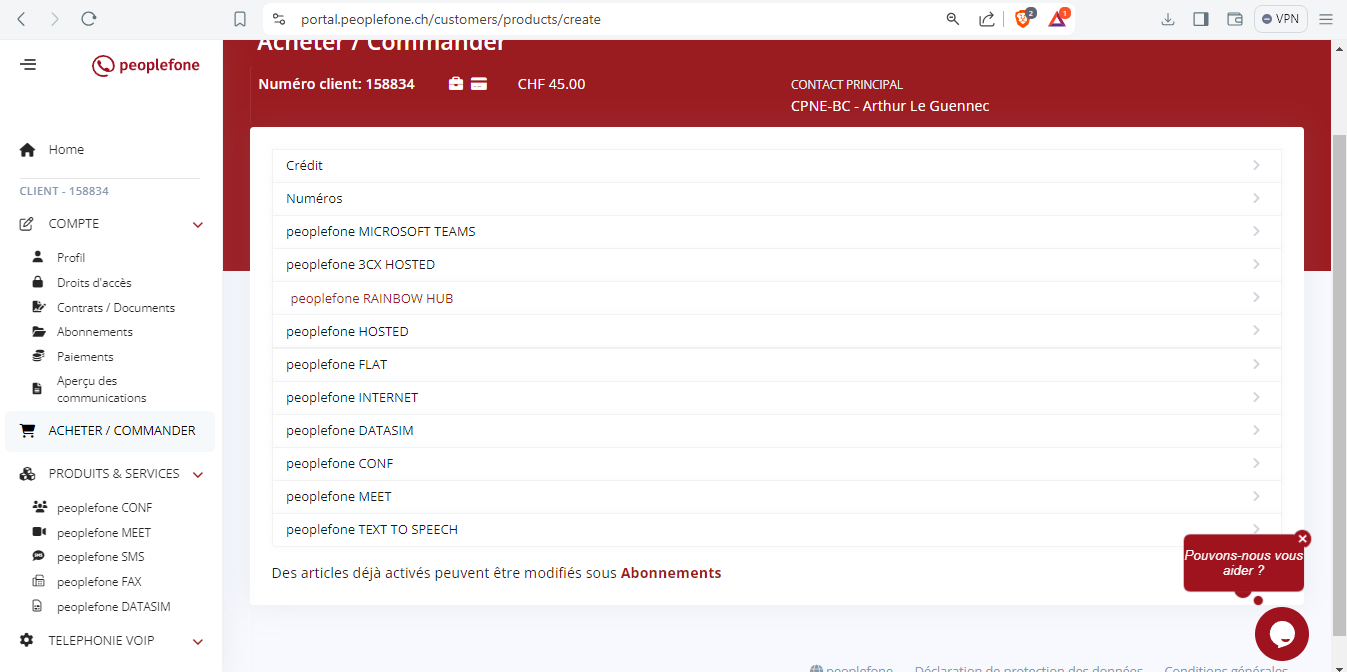 portal.peoplefone.ch/customers/products/create
2
1
VPN
peoplefone
Acheter / Commander
Numéro client: 158834
CHF 45.00
CONTACT PRINCIPAL
CPNE-BC - Arthur Le Guennec
Home
CLIENT - 158834
COMPTE
Profil
Droits d'accès
Contrats / Documents
Abonnements
Paiements
Aperçu des
communications
ACHETER / COMMANDER
PRODUITS & SERVICES
peoplefone CONF
peoplefone MEET
peoplefone SMS
peoplefone FAX
peoplefone DATASIM
TELEPHONIE VOIP
Crédit
Numéros
peoplefone MICROSOFT TEAMS
peoplefone 3CX HOSTED
peoplefone RAINBOW HUB
peoplefone HOSTED
peoplefone FLAT
peoplefone INTERNET
peoplefone DATASIM
peoplefone CONF
peoplefone MEET
peoplefone TEXT TO SPEECH
Des articles déjà activés peuvent être modifiés sous Abonnements
Pouvons-nous vous
aider ?
peoplefone Déclaration de protection des données Conditions générales